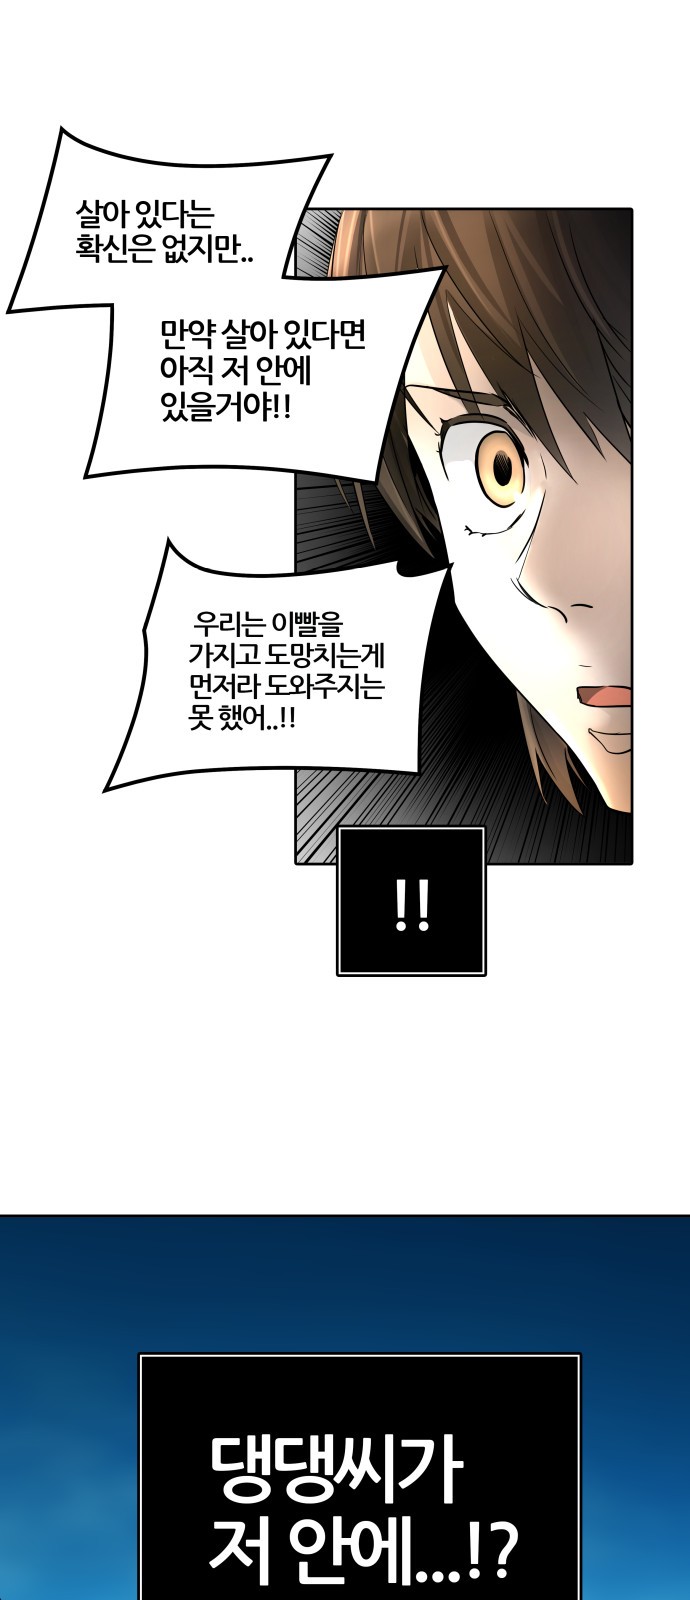 살아 있다는
확신은 없지만..
만약 살아 있다면
아직 저 안에
있을거야!!
우리는 이빨을
가지고 도망치는게
먼저라 도와주지는
못 했어..!!
!!
댕댕씨가
저 안에...!?